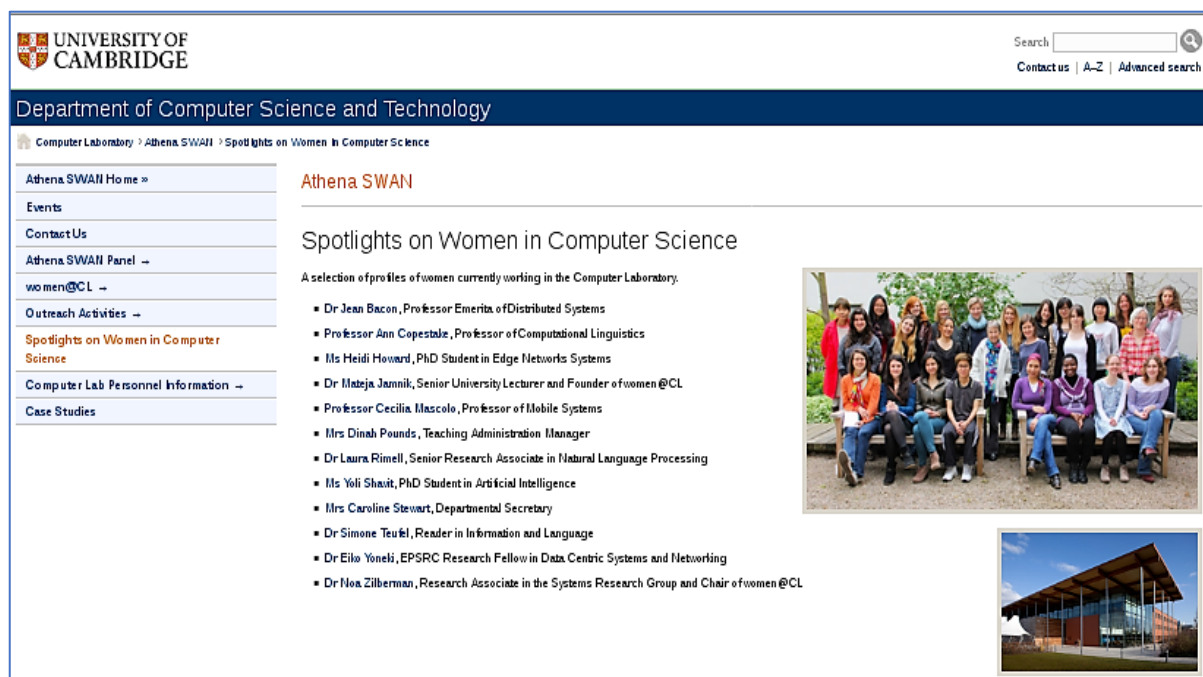 UNIVERSITY OF
CAMBRIDGE
Search
Contact us | A–Z | Advanced search
Department of Computer Science and Technology
Computer Laboratory > Athena SWAN > Spotlights on Women in Computer Science
Athena SWAN Home »
Events
Contact Us
Athena SWAN Panel →
women@CL →
Outreach Activities →
Spotlights on Women in Computer
Science
Computer Lab Personnel Information →
Case Studies
Athena SWAN
Spotlights on Women in Computer Science
A selection of profiles of women currently working in the Computer Laboratory.
▪ Dr Jean Bacon, Professor Emerita of Distributed Systems
▪ Professor Ann Copestake, Professor of Computational Linguistics
▪ Ms Heidi Howard, PhD Student in Edge Networks Systems
▪ Dr Mateja Jamnik, Senior University Lecturer and Founder of women@CL
▪ Professor Cecilia Mascolo, Professor of Mobile Systems
▪ Mrs Dinah Pounds, Teaching Administration Manager
▪ Dr Laura Rimell, Senior Research Associate in Natural Language Processing
▪ Ms Yoli Shavit, PhD Student in Artificial Intelligence
▪ Mrs Caroline Stewart, Departmental Secretary
▪ Dr Simone Teufel, Reader in Information and Language
▪ Dr Eiko Yoneki, EPSRC Research Fellow in Data Centric Systems and Networking
▪ Dr Noa Zilberman, Research Associate in the Systems Research Group and Chair of women@CL